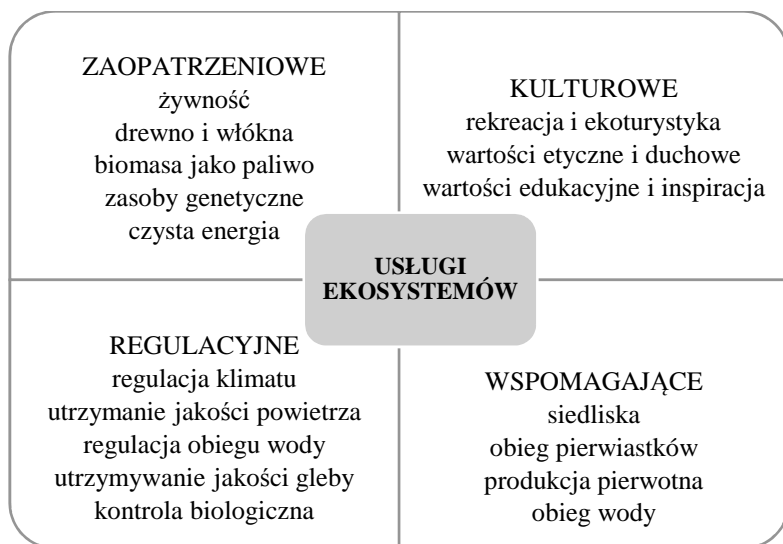 ZAOPATRZENIOWE
żywność
drewno i włókna
biomasa jako paliwo
zasoby genetyczne
czysta energia
KULTUROWE
rekreacja i ekoturystyka
wartości etyczne i duchowe
wartości edukacyjne i inspiracja
USŁUGI
EKOSYSTEMÓW
REGULACYJNE
regulacja klimatu
utrzymanie jakości powietrza
regulacja obiegu wody
utrzymywanie jakości gleby
kontrola biologiczna
WSPOMAGAJĄCE
siedliska
obieg pierwiastków
produkcja pierwotna
obieg wody